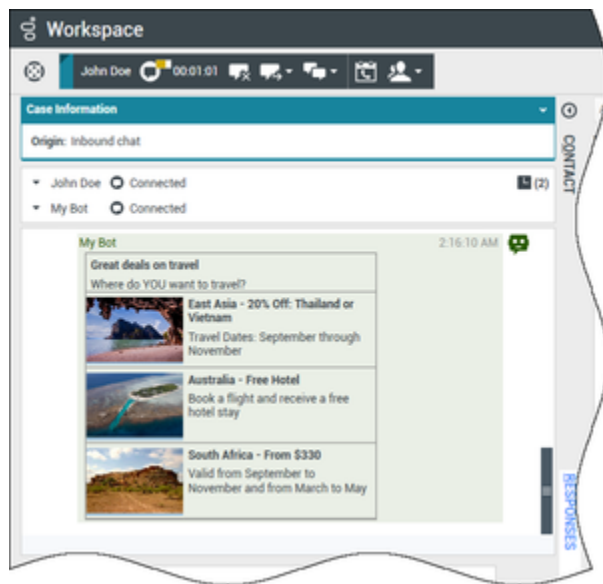 Workspace
John Doe 00:01:01
Case Information
Origin: Inbound chat
John Doe Connected
(2)
My Bot Connected
CONTACT
My Bot 2:16:10 AM
Great deals on travel
Where do YOU want to travel?
East Asia - 20% Off: Thailand or
Vietnam
Travel Dates: September through
November
Australia - Free Hotel
Book a flight and receive a free
hotel stay
South Africa - From $330
Valid from September to
November and from March to May
RESPONSES